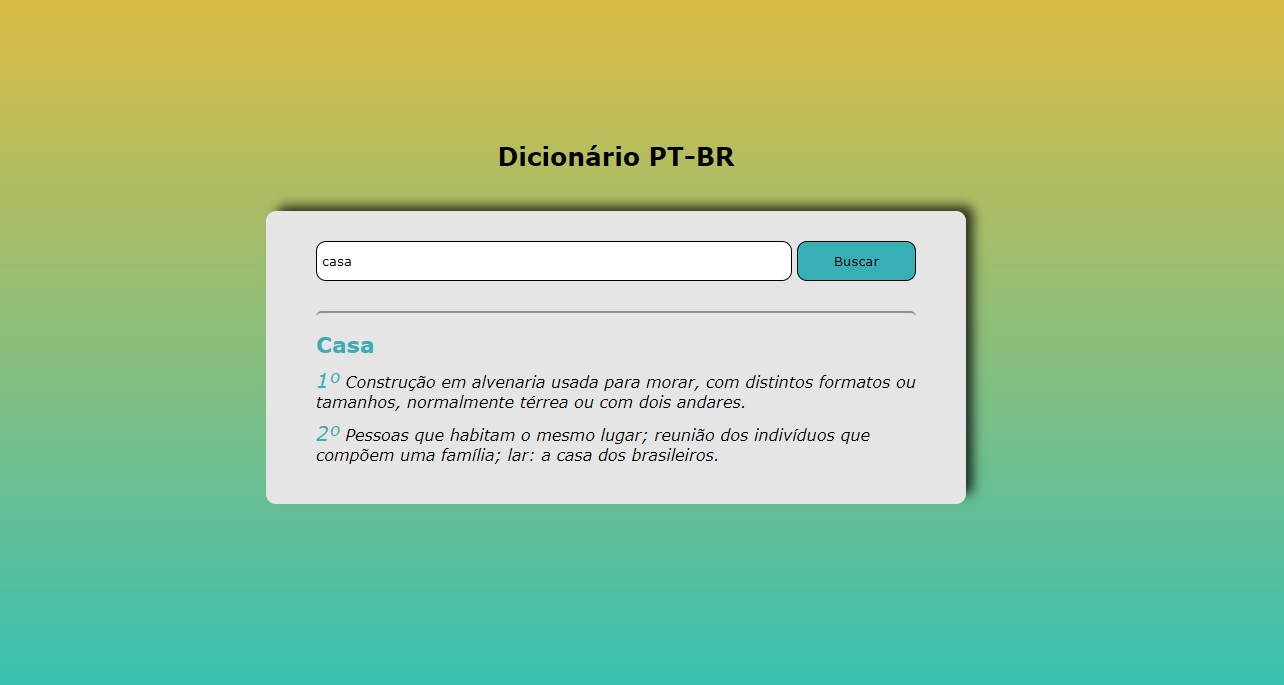 Dicionário PT-BR
casa
Buscar
Casa
1º Construção em alvenaria usada para morar, com distintos formatos ou
tamanhos, normalmente térrea ou com dois andares.
2º Pessoas que habitam o mesmo lugar; reunião dos indivíduos que
compõem uma família; lar: a casa dos brasileiros.